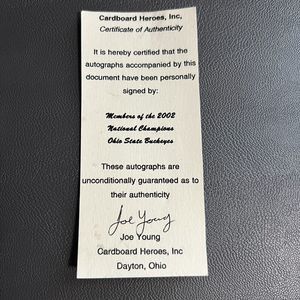 Cardboard Heroes, Inc,
Certificate of Authenticity
It is hereby certified that the
autographs accompanied by this
document have been personally
signed by:
Members of the 2002
National Champions
Ohio State Buckeyes
These autographs are
unconditionally guaranteed as to
their authenticity
Joe Young
Joe Young
Cardboard Heroes, Inc
Dayton, Ohio